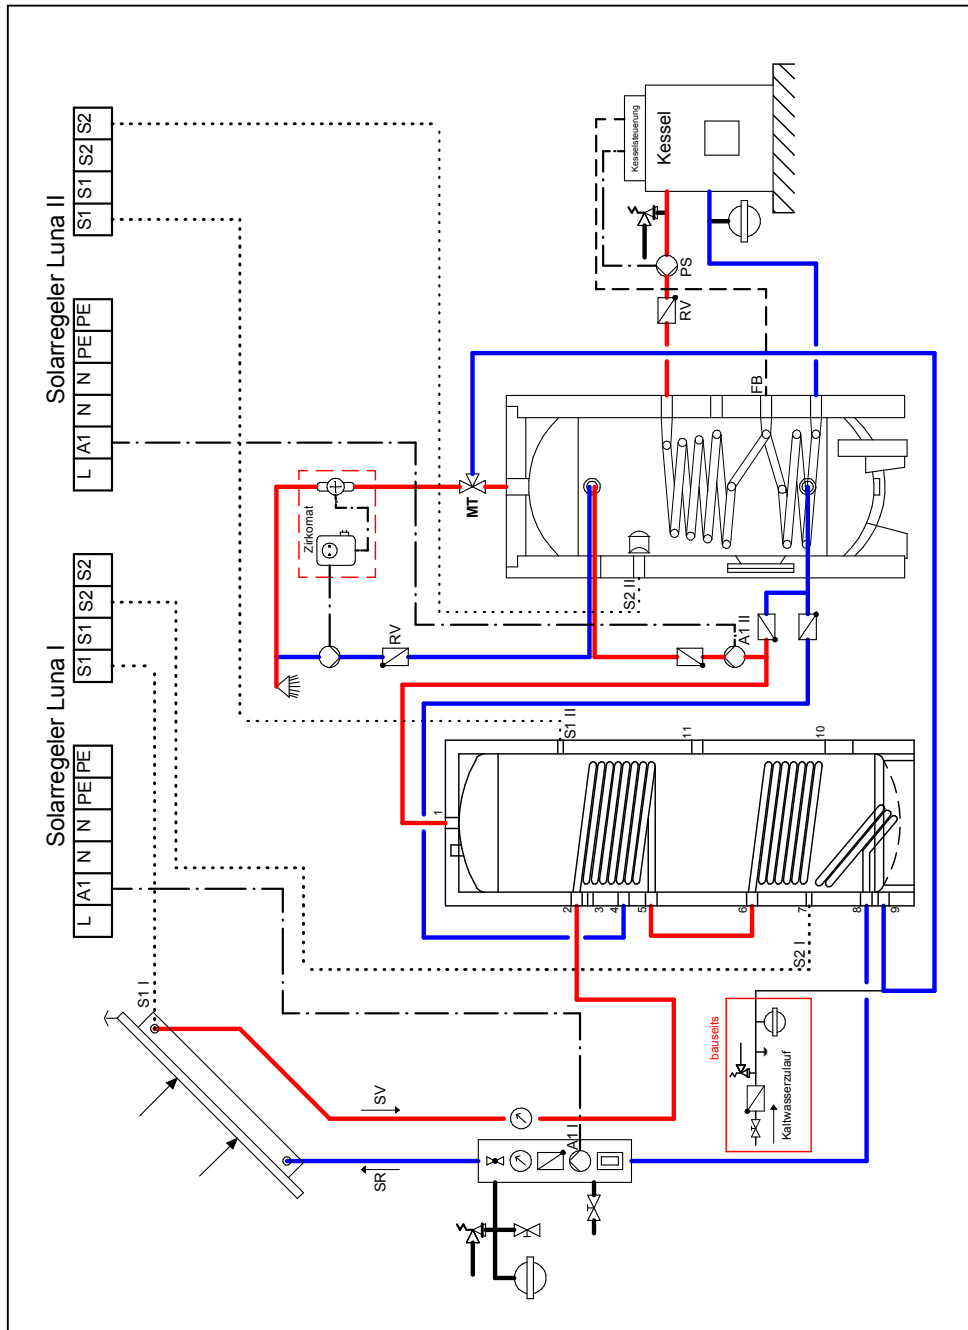 Solarregeler Luna I
L A1 N N PE PE
S1 S1 S2 S2
Solarregeler Luna II
L A1 N N PE PE
S1 S1 S2 S2
S1 I
SV
SR
A1 I
S2 I
S1 II
S2 II
A1 II
Zirkomat
RV
MT
FB
RV
PS
Kesselsteuerung
Kessel
1
2
3
4
5
6
7
8
9
10
11
bauseits
Kaltwasserzulauf